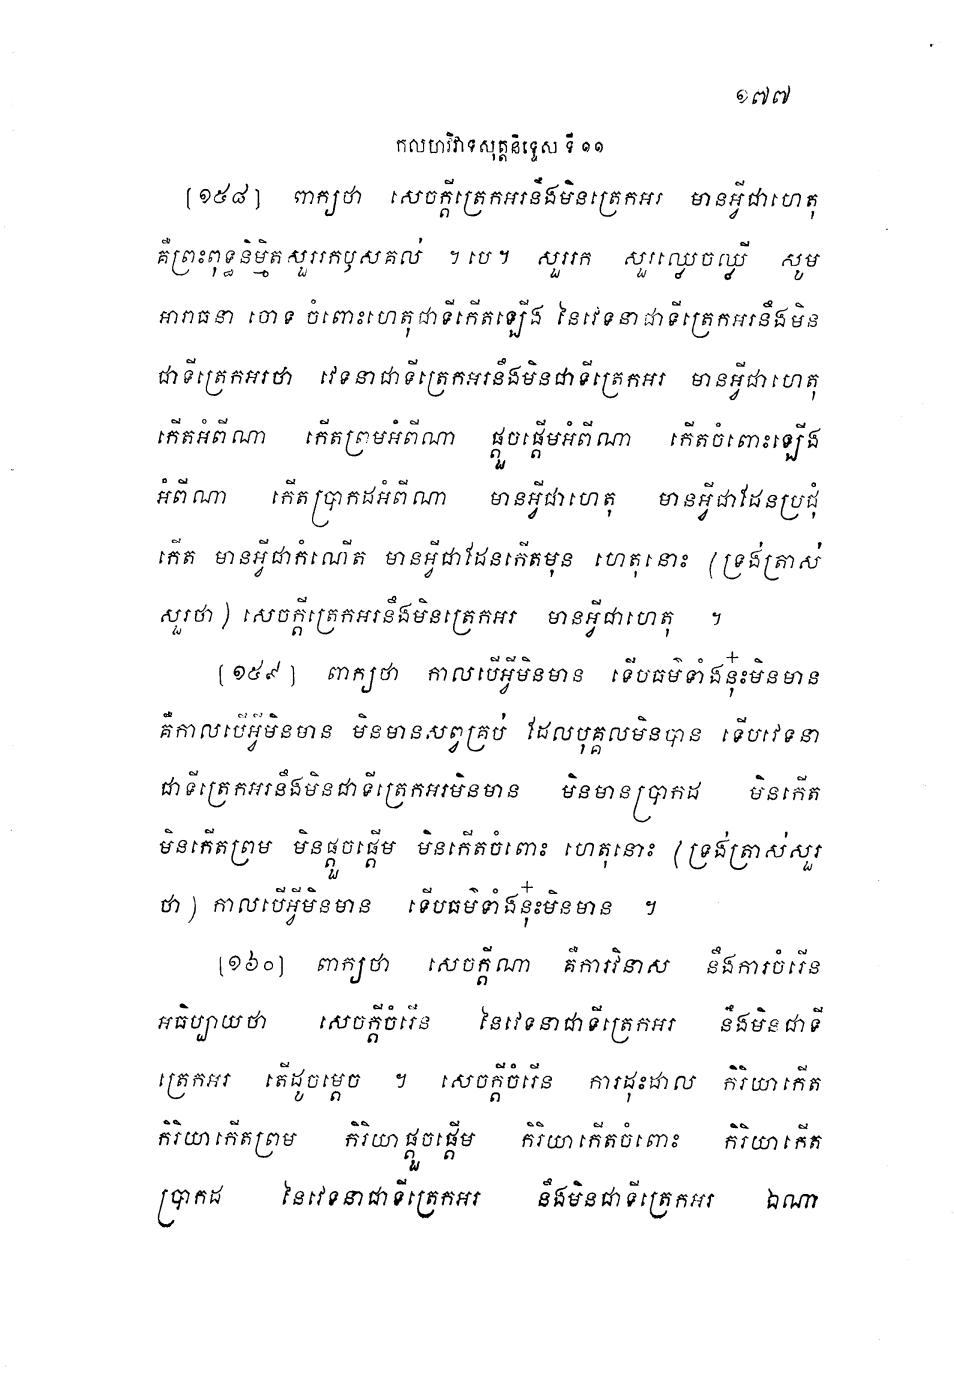 ១៧៧
កលហវិវាទសុត្តនិទ្ទេស ទី ១១
[១៥៨] ពាក្យថា សេចក្តីត្រេកអរនឹងមិនត្រេកអរ មានអ្វីជាហេតុ
គឺព្រះពុទ្ធនិម្មិតសួររកឫសគល់ ។ បេ។ សួររក សួរឈ្វេចឈ្វី សូម
អារាធនា ចោទ ចំពោះហេតុជាទីកើតឡើង នៃវេទនាជាទីត្រេកអរនឹងមិន
ជាទីត្រេកអរថា វេទនាជាទីត្រេកអរនឹងមិនជាទីត្រេកអរ មានអ្វីជាហេតុ
កើតអំពីណា កើតព្រមអំពីណា ផ្តួចផ្តើមអំពីណា កើតចំពោះឡើង
អំពីណា កើតប្រាកដអំពីណា មានអ្វីជាហេតុ មានអ្វីជាដែនប្រជុំ
កើត មានអ្វីជាកំណើត មានអ្វីជាដែនកើតមុន ហេតុនោះ (ទ្រង់ត្រាស់
សួរថា) សេចក្តីត្រេកអរនឹងមិនត្រេកអរ មានអ្វីជាហេតុ ។
[១៥៩] ពាក្យថា កាលបើអ្វីមិនមាន ទើបធម៌ទាំងនុ៎ះមិនមាន
គឺកាលបើអ្វីមិនមាន មិនមានសព្វគ្រប់ ដែលបុគ្គលមិនបាន ទើបវេទនា
ជាទីត្រេកអរនឹងមិនជាទីត្រេកអរមិនមាន មិនមានប្រាកដ មិនកើត
មិនកើតព្រម មិនផ្តួចផ្តើម មិនកើតចំពោះ ហេតុនោះ (ទ្រង់ត្រាស់សួរ
ថា) កាលបើអ្វីមិនមាន ទើបធម៌ទាំងនុ៎ះមិនមាន ។
[១៦០] ពាក្យថា សេចក្តីណា គឺការវិនាស នឹងការចំរើន
អធិប្បាយថា សេចក្តីចំរើន នៃវេទនាជាទីត្រេកអរ នឹងមិនជាទី
ត្រេកអរ តើដូចម្តេច ។ សេចក្តីចំរើន ការដុះដាល កិរិយាកើត
កិរិយាកើតព្រម កិរិយាផ្តួចផ្តើម កិរិយាកើតចំពោះ កិរិយាកើត
ប្រាកដ នៃវេទនាជាទីត្រេកអរ នឹងមិនជាទីត្រេកអរ ឯណា